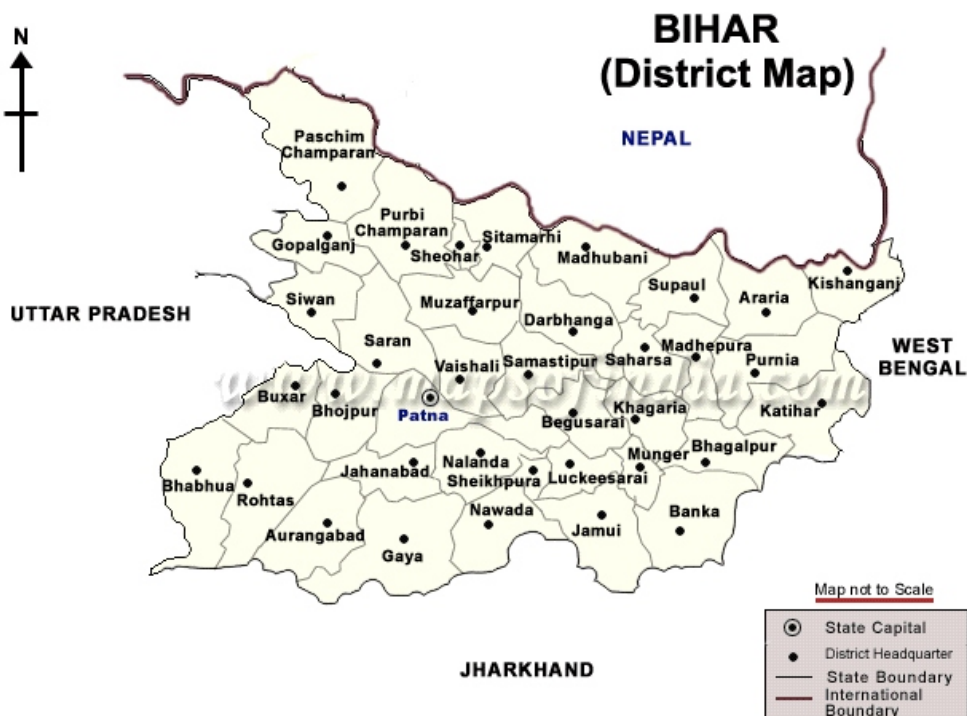 BIHAR
(District Map)
N
NEPAL
Paschim
Champaran
Purbi
Champaran
Gopalganj
Sheohar
Sitamarhi
Madhubani
Kishanganj
Siwan
Muzaffarpur
Supaul
Araria
UTTAR PRADESH
Darbhanga
Saran
Madhepura
WEST
BENGAL
Vaishali
Samastipur
Saharsa
Purnia
www.mapsofindia.com
Buxar
Bhojpur
Patna
Begusarai
Khagaria
Katihar
Bhabhua
Rohtas
Jahanabad
Nalanda
Sheikhpura
Luckeesarai
Munger
Bhagalpur
Aurangabad
Gaya
Nawada
Jamui
Banka
JHARKHAND
Map not to Scale
State Capital
District Headquarter
State Boundary
International
Boundary